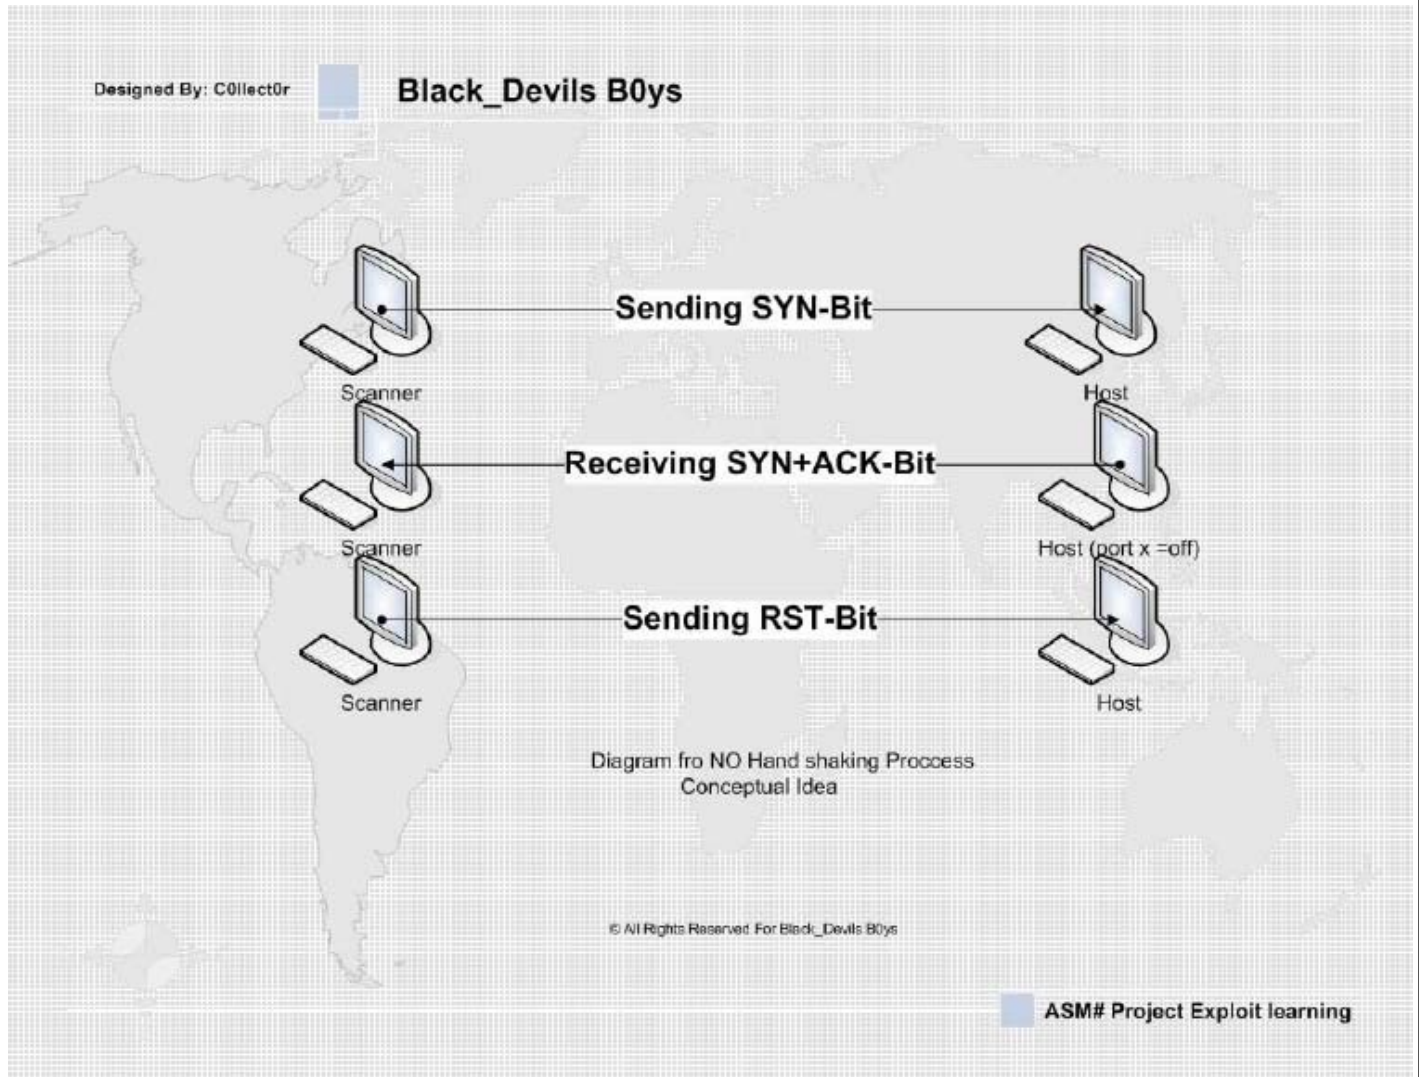 Designed By: C0llect0r
Black_Devils B0ys
Sending SYN-Bit
Scanner
Host
Receiving SYN+ACK-Bit
Scanner
Host (port x =off)
Sending RST-Bit
Scanner
Host
Diagram fro NO Hand shaking Proccess
Conceptual Idea
© All Rights Reserved For Black_Devils B0ys
ASM# Project Exploit learning